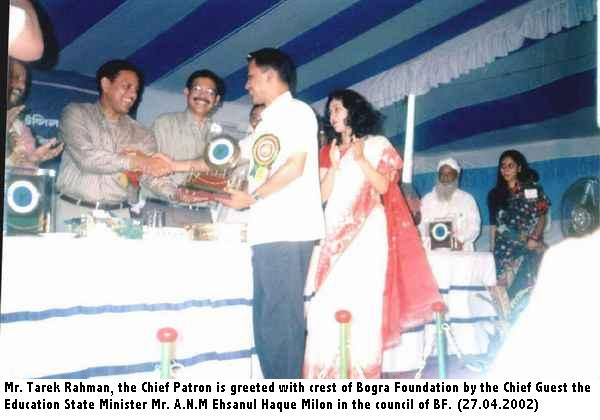 Mr. Tarek Rahman, the Chief Patron is greeted with crest of Bogra Foundation by the Chief Guest the
Education State Minister Mr. A.N.M Ehsanul Haque Milon in the council of BF. (27.04.2002)